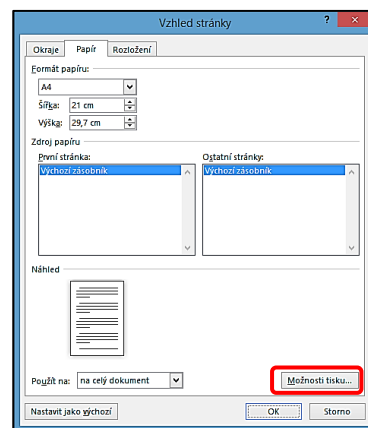 Vzhled stránky
? ×
Okraje Papír Rozložení
Formát papíru:
A4
Šířka: 21 cm
Výška: 29,7 cm
Zdroj papíru
První stránka: Ostatní stránky:
Výchozí zásobník Výchozí zásobník
Náhled
Použít na: na celý dokument Možnosti tisku...
Nastavit jako výchozí OK Storno